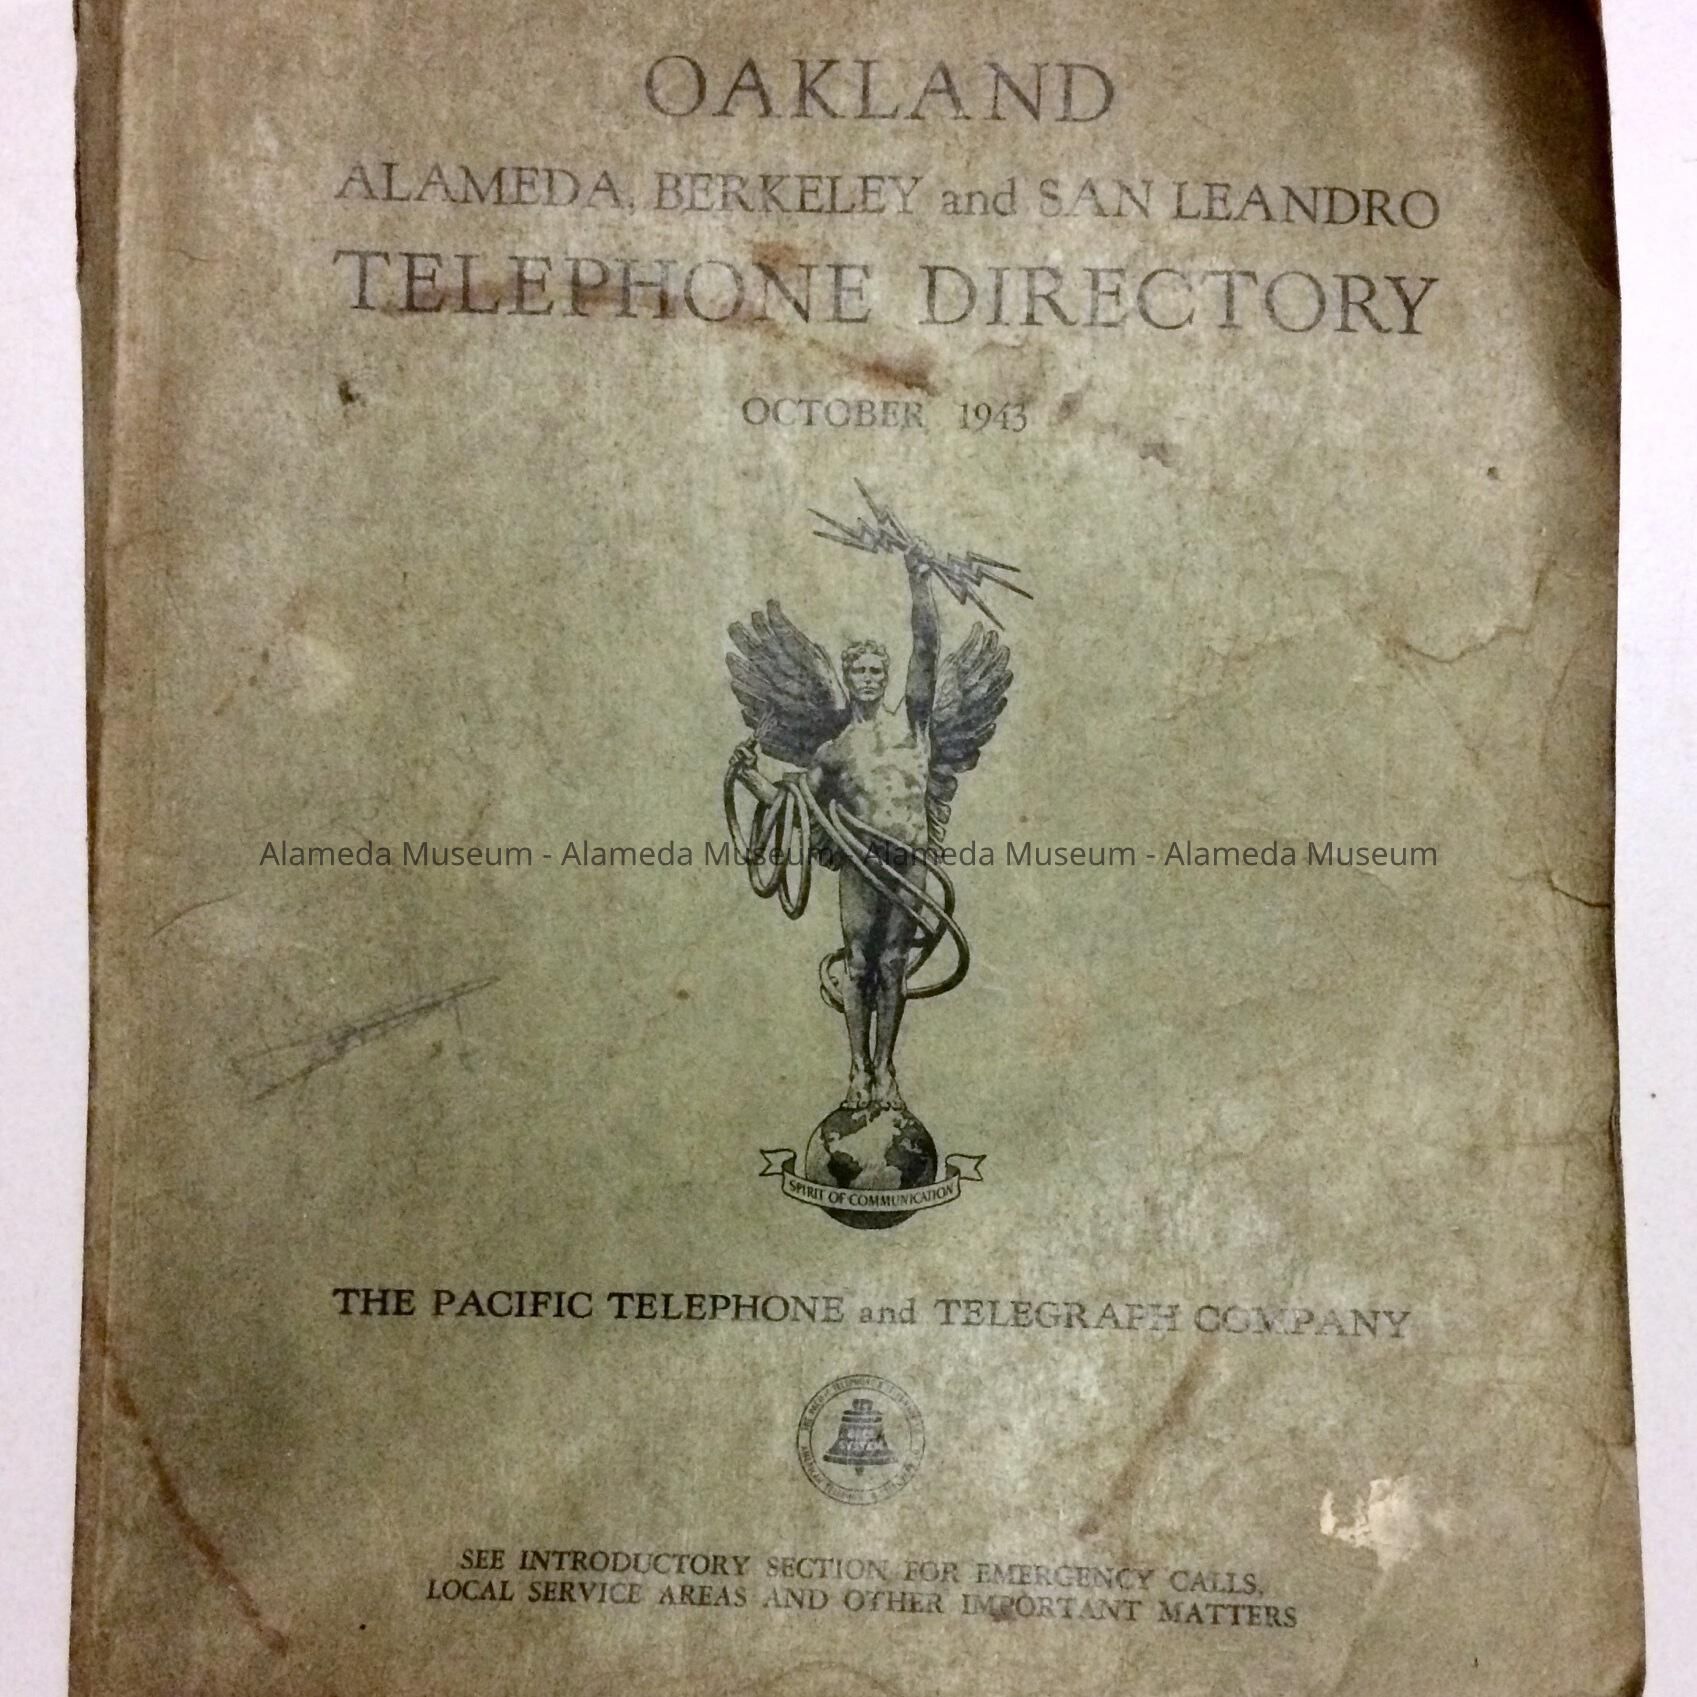 OAKLAND
ALAMEDA, BERKELEY and SAN LEANDRO
TELEPHONE DIRECTORY
OCTOBER 1943
Alameda Museum - Alameda Museum - Alameda Museum - Alameda Museum
SPIRIT OF COMMUNICATION
THE PACIFIC TELEPHONE and TELEGRAPH COMPANY
BELL
SYSTEM
SEE INTRODUCTORY SECTION FOR EMERGENCY CALLS,
LOCAL SERVICE AREAS AND OTHER IMPORTANT MATTERS